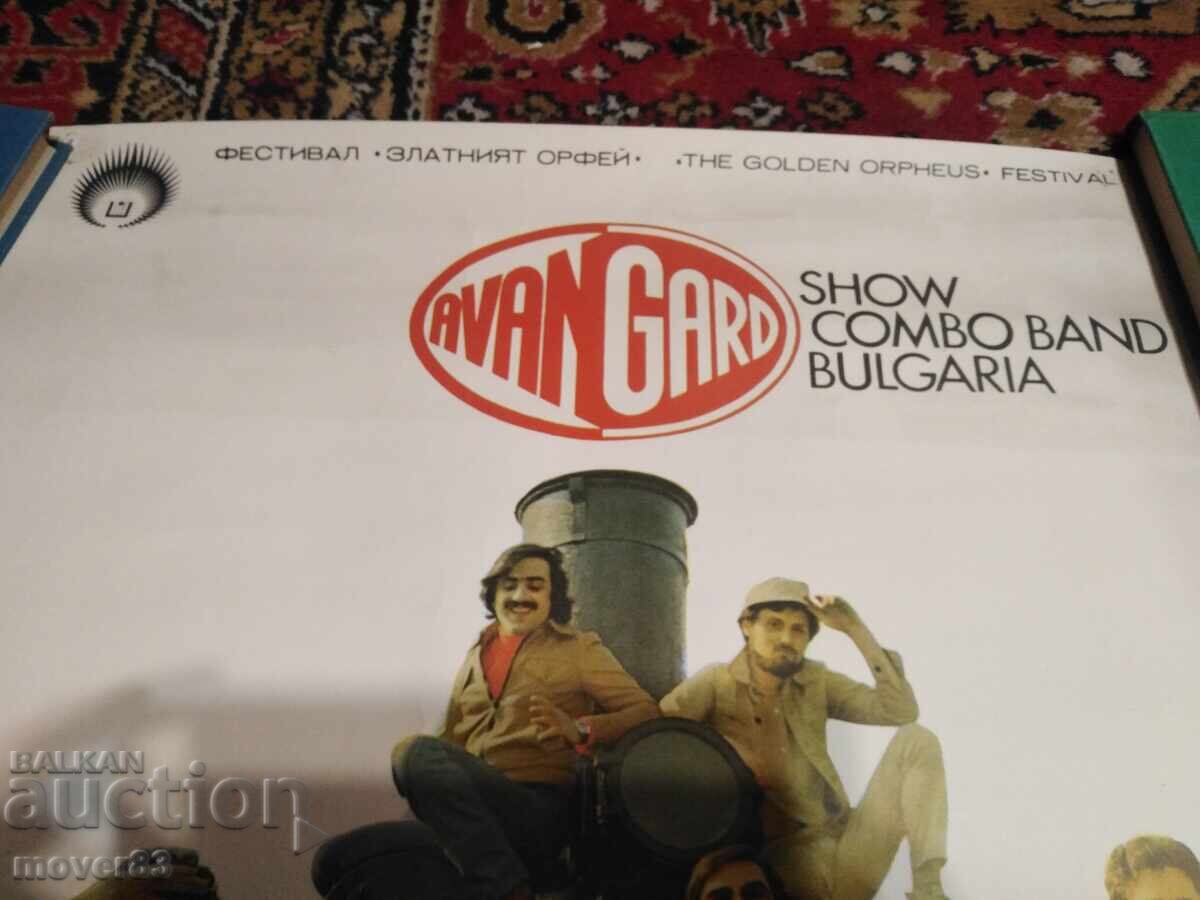 ФЕСТИВАЛ •ЗЛАТНИЯТ ОРФЕЙ• •THE GOLDEN ORPHEUS• FESTIVAL
AVANGARD
SHOW
COMBO BAND
BULGARIA
BALKAN
auction
mover83